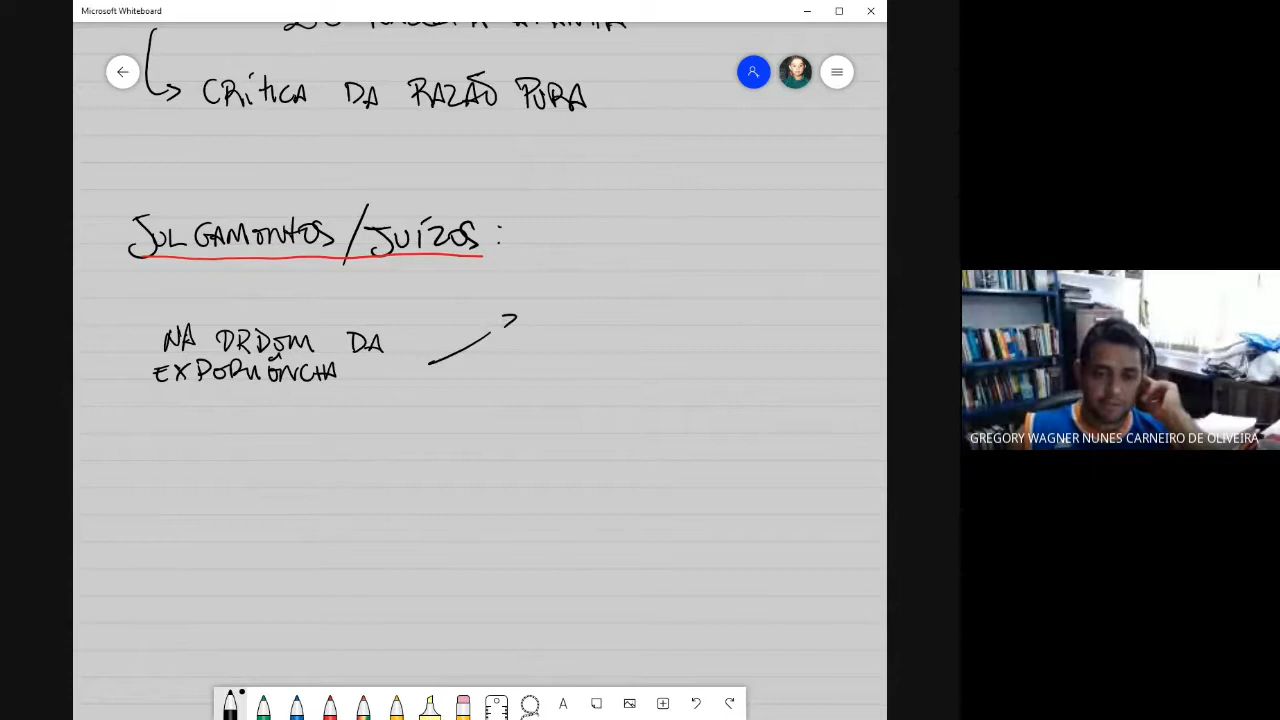 Microsoft Whiteboard
CRÍTICA DA RAZÃO PURA
JULGAMENTOS/JUÍZOS:
NA ORDEM DA
EXPERIÊNCIA
GREGORY WAGNER NUNES CARNEIRO DE OLIVEIRA
A